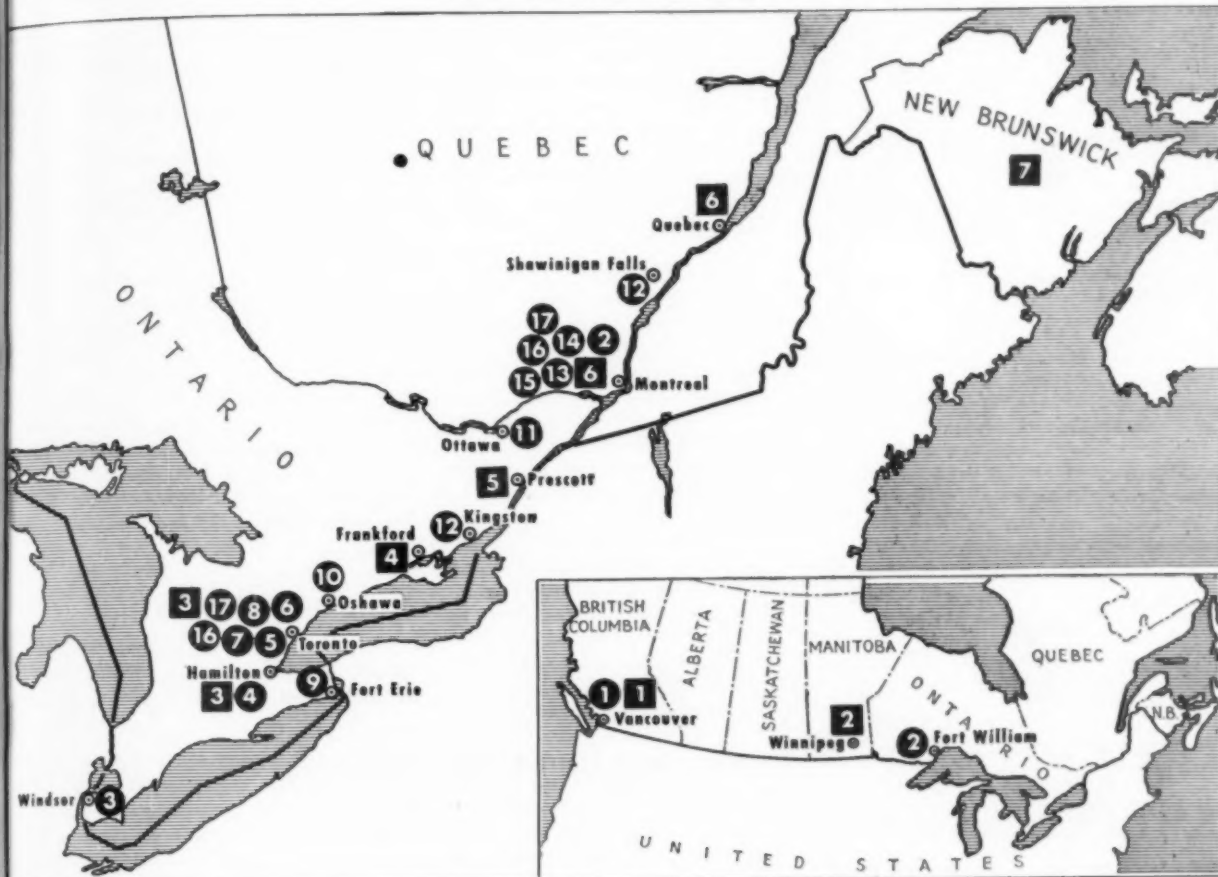 QUEBEC
NEW BRUNSWICK
7
6
Quebec
Shawinigan Falls
12
17
16 14 2
15 13 6
Montreal
ONTARIO
Ottawa 11
5 Prescott
Kingston
12
Frankford
4
10
Oshawa
3 17 8 6
16 7 5 Toronto
Hamilton
3 4
9 Fort Erie
Windsor 3
BRITISH
COLUMBIA
ALBERTA
SASKATCHEWAN
MANITOBA
ONTARIO
QUEBEC
N.B.
1 1
Vancouver
2
Winnipeg
2 Fort William
UNITED STATES